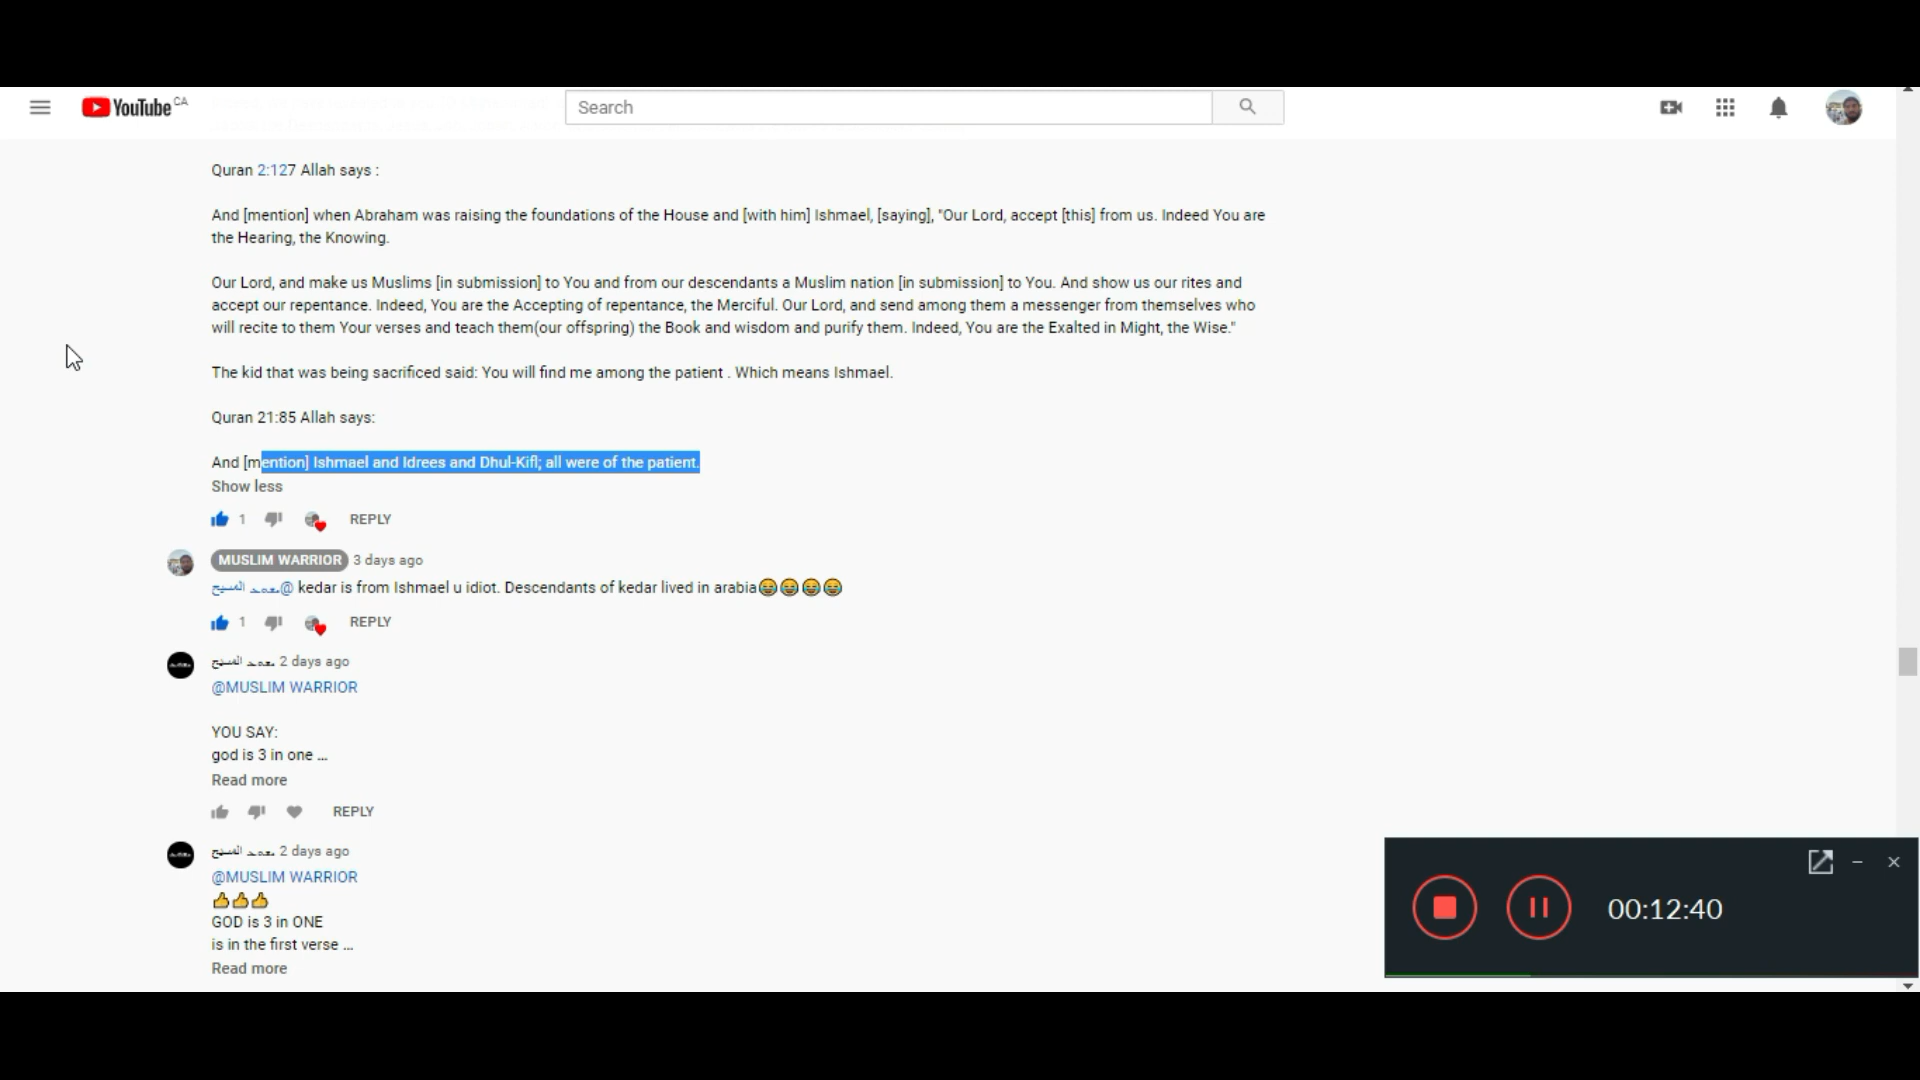 YouTube CA
Search
Quran 2:127 Allah says :
And [mention] when Abraham was raising the foundations of the House and [with him] Ishmael, [saying], "Our Lord, accept [this] from us. Indeed You are
the Hearing, the Knowing.
Our Lord, and make us Muslims [in submission] to You and from our descendants a Muslim nation [in submission] to You. And show us our rites and
accept our repentance. Indeed, You are the Accepting of repentance, the Merciful. Our Lord, and send among them a messenger from themselves who
will recite to them Your verses and teach them(our offspring) the Book and wisdom and purify them. Indeed, You are the Exalted in Might, the Wise."
The kid that was being sacrificed said: You will find me among the patient . Which means Ishmael.
Quran 21:85 Allah says:
And [mention] Ishmael and Idrees and Dhul-Kifl; all were of the patient.
Show less
1 REPLY
MUSLIM WARRIOR 3 days ago
@ المسيح kedar is from Ishmael u idiot. Descendants of kedar lived in arabia😂😂😂😂
1 REPLY
المسيح 2 days ago
@MUSLIM WARRIOR
YOU SAY:
god is 3 in one ...
Read more
REPLY
المسيح 2 days ago
@MUSLIM WARRIOR
👍👍👍
GOD is 3 in ONE
is in the first verse ...
Read more
00:12:40